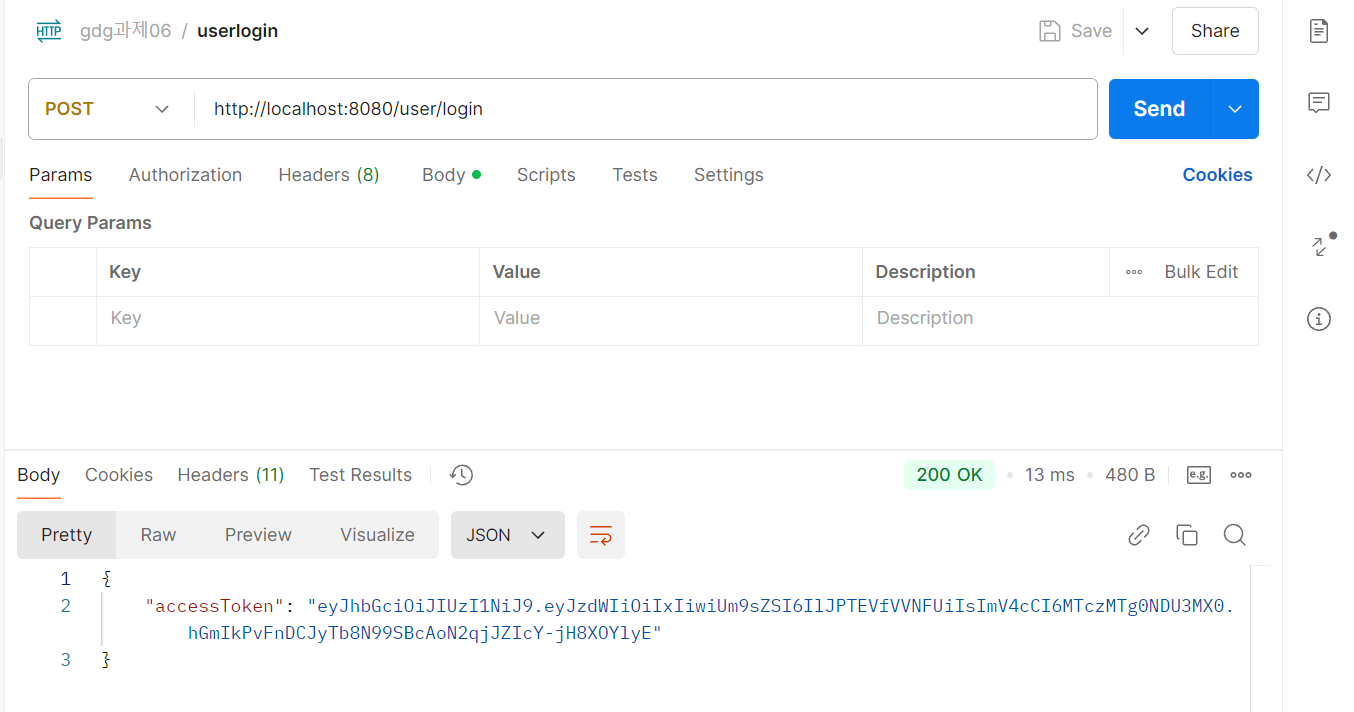 HTTP gdg과제06 / userlogin Save Share
POST http://localhost:8080/user/login Send
Params Authorization Headers (8) Body Scripts Tests Settings Cookies
Query Params
Key Value Description Bulk Edit
Key Value Description
Body Cookies Headers (11) Test Results 200 OK 13 ms 480 B e.g.
Pretty Raw Preview Visualize JSON
1 {
2 "accessToken": "eyJhbGciOiJIUzI1NiJ9.eyJzdWIiOiIxIiwiUm9sZSI6IlJPTEVfVVNFUiIsImV4cCI6MTczMTg0NDU3MX0.
hGmIkPvFnDCJyTb8N99SBcAoN2qjJZIcY-jH8XOYlyE"
3 }